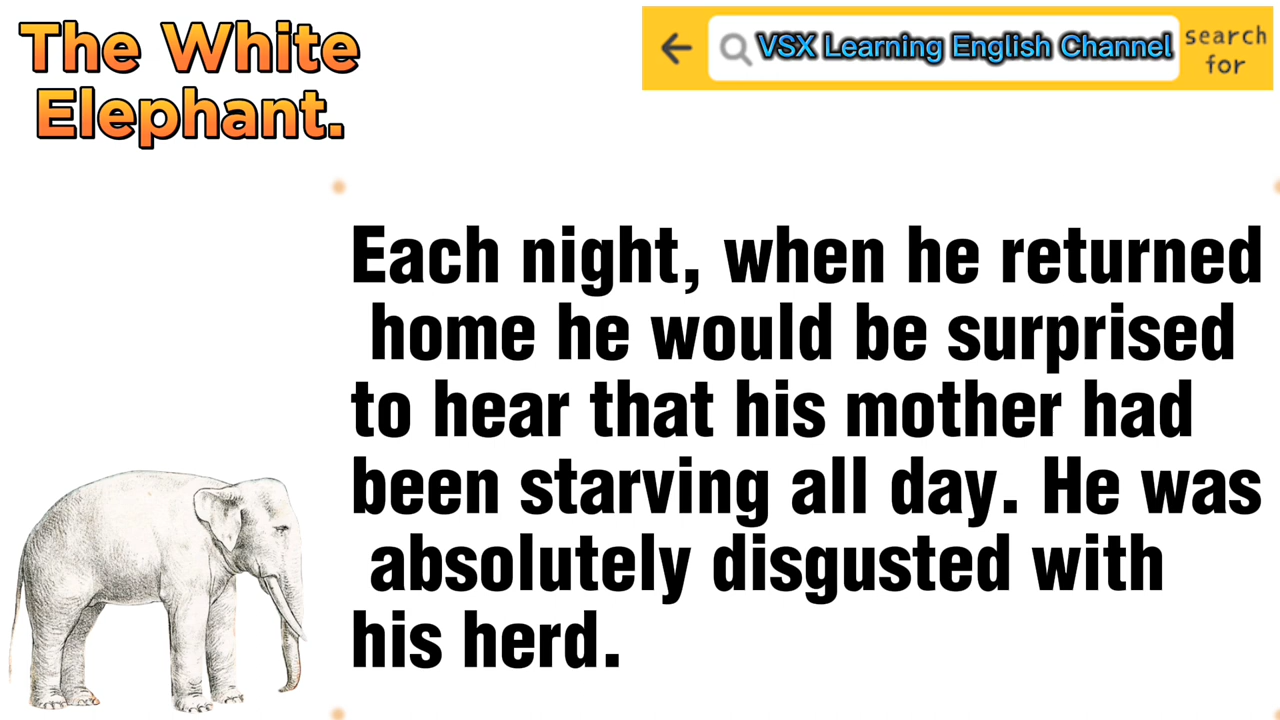 The White
Elephant.
VSX Learning English Channel
search
for
Each night, when he returned
home he would be surprised
to hear that his mother had
been starving all day. He was
absolutely disgusted with
his herd.